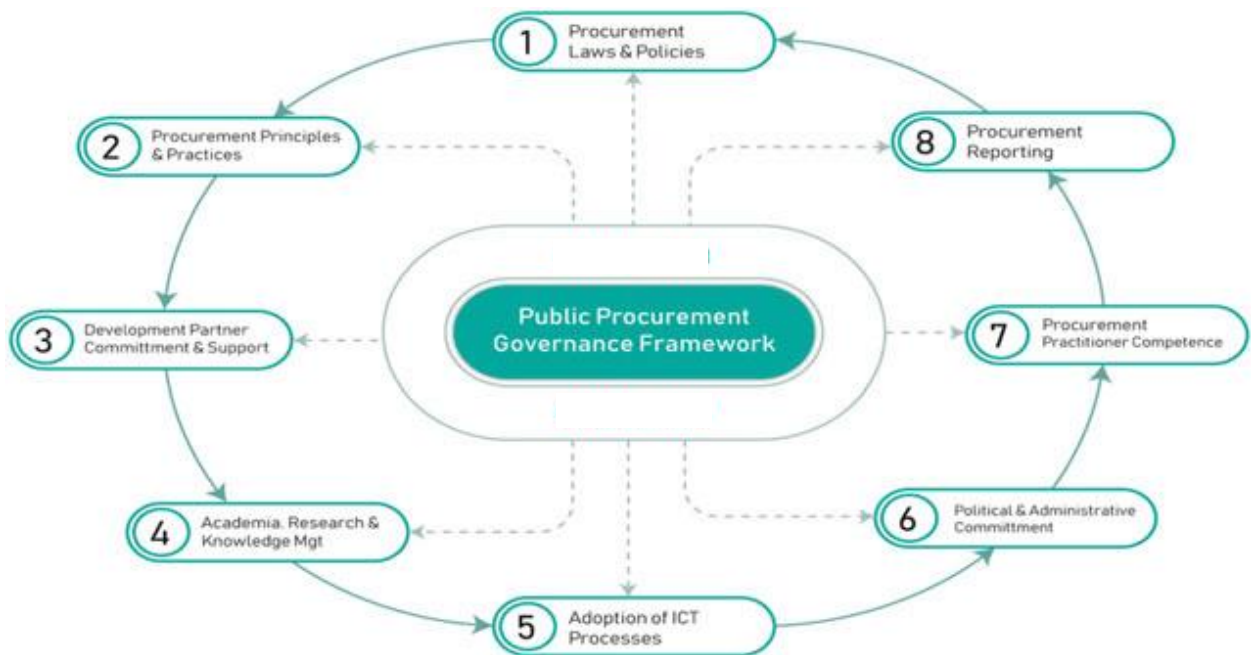 1
Procurement
Laws & Policies
2
Procurement Principles
& Practices
3
Development Partner
Committment & Support
4
Academia. Research &
Knowledge Mgt
5
Adoption of ICT
Processes
6
Political & Administrative
Committment
7
Procurement
Practitioner Competence
8
Procurement
Reporting
Public Procurement
Governance Framework